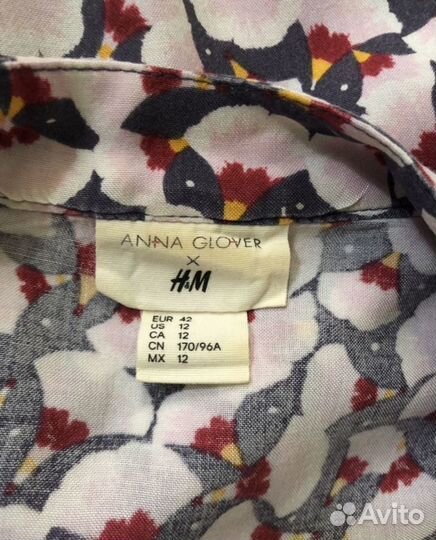 ANNA GLOVER
X
H&M
EUR 42
US 12
CA 12
CN 170/96A
MX 12
Avito